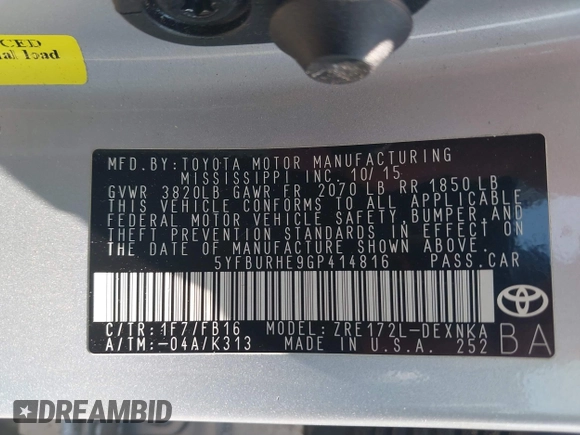 CED
al load
MFD.BY:TOYOTA MOTOR MANUFACTURING
MISSISSIPPI INC. 10/15
GVWR 3820LB GAWR FR 2070 LB RR 1850 LB
THIS VEHICLE CONFORMS TO ALL APPLICABLE
FEDERAL MOTOR VEHICLE SAFETY,BUMPER,AND
THEFT PREVENTION STANDARDS IN EFFECT ON
THE DATE OF MANUFACTURE SHOWN ABOVE.
5YFBURHE9GP414816 PASS.CAR
C/TR:1F7/FB16 MODEL: ZRE172L-DEXNKA
A/TM:-04A/K313 MADE IN U.S.A. 252
BA
DREAMBID